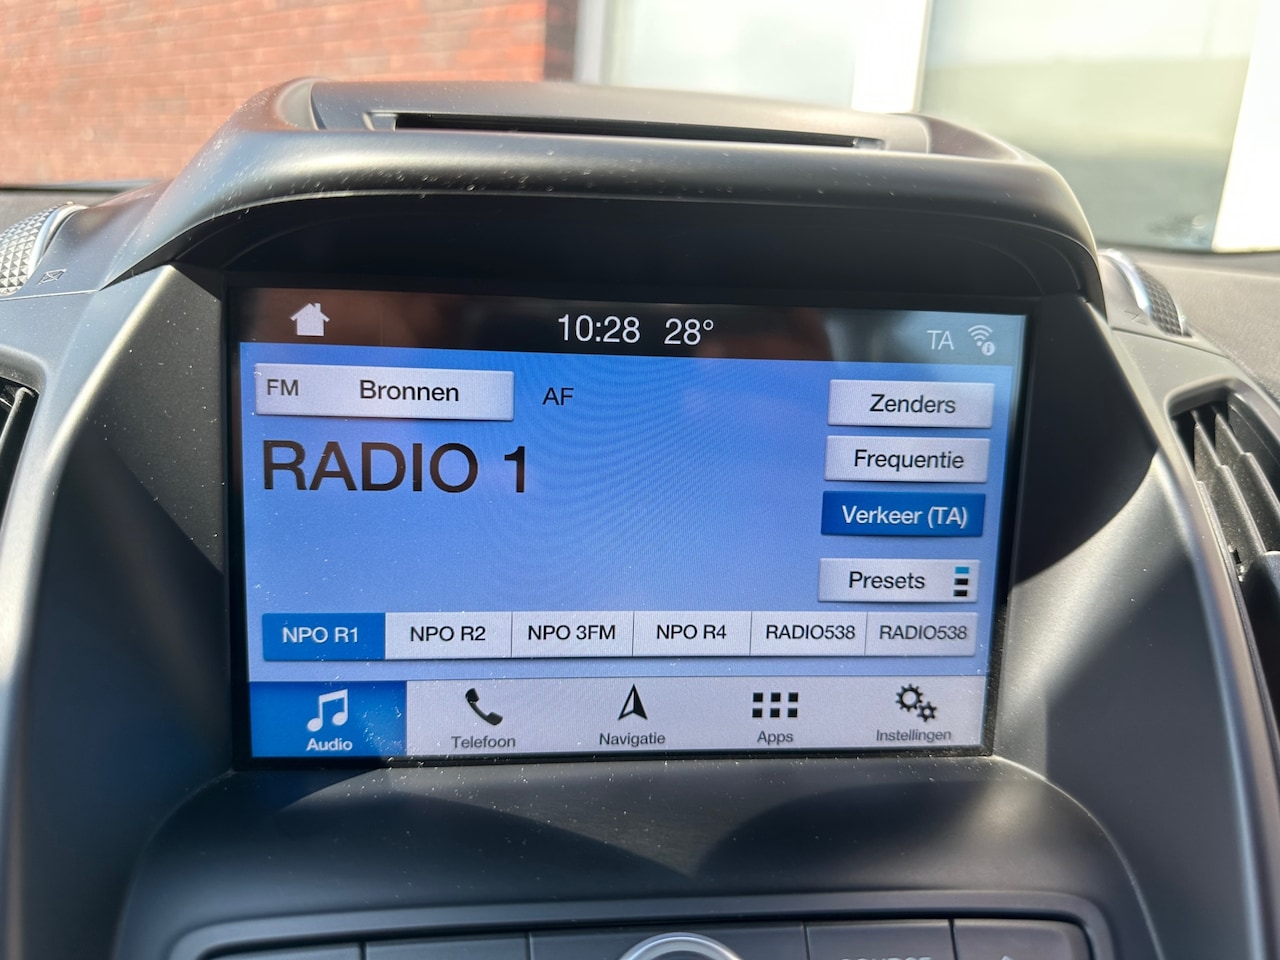 10:28 28°
TA
FM Bronnen AF
Zenders
RADIO 1
Frequentie
Verkeer (TA)
Presets
NPO R1 NPO R2 NPO 3FM NPO R4 RADIO538 RADIO538
Audio Telefoon Navigatie Apps Instellingen